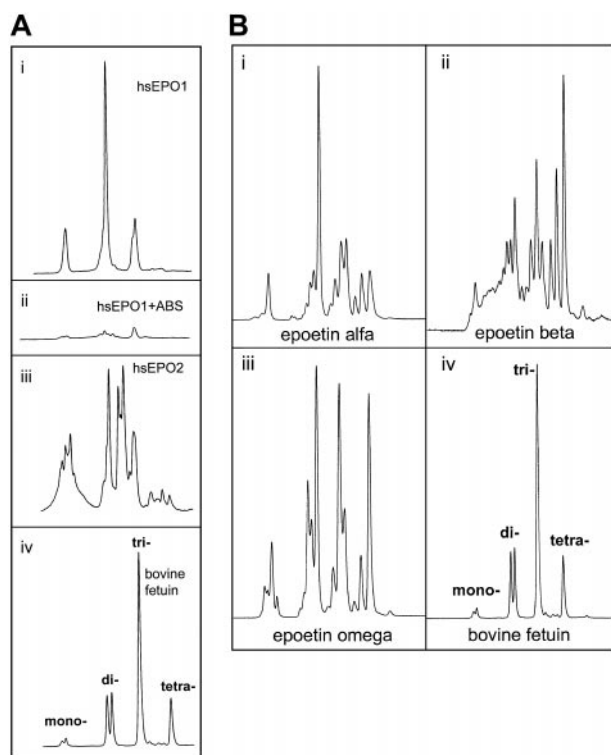 A
i
hsEPO1
ii
hsEPO1+ABS
iii
hsEPO2
iv
tri-
bovine
fetuin
di-
tetra-
mono-
B
i
epoetin alfa
ii
epoetin beta
iii
epoetin omega
iv
tri-
di-
tetra-
mono-
bovine fetuin